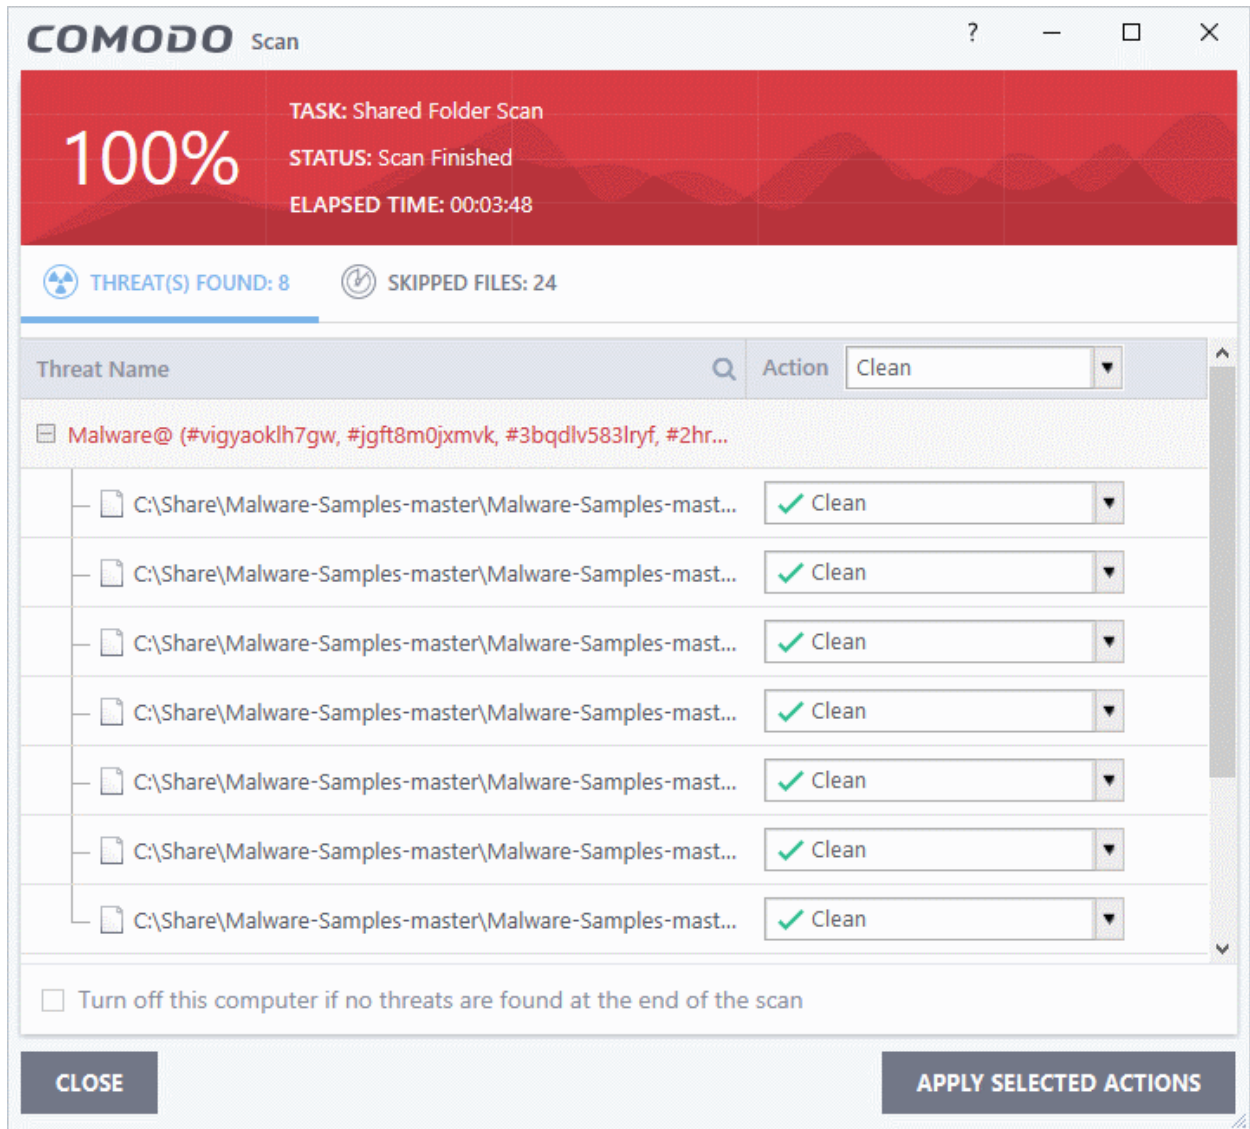 COMODO Scan ?
100%
TASK: Shared Folder Scan
STATUS: Scan Finished
ELAPSED TIME: 00:03:48
THREAT(S) FOUND: 8 SKIPPED FILES: 24
Threat Name Action Clean
Malware@ (#vigyaoklh7gw, #jgft8m0jxmvk, #3bqdlv583lryf, #2hr...
C:\Share\Malware-Samples-master\Malware-Samples-mast... Clean
C:\Share\Malware-Samples-master\Malware-Samples-mast... Clean
C:\Share\Malware-Samples-master\Malware-Samples-mast... Clean
C:\Share\Malware-Samples-master\Malware-Samples-mast... Clean
C:\Share\Malware-Samples-master\Malware-Samples-mast... Clean
C:\Share\Malware-Samples-master\Malware-Samples-mast... Clean
C:\Share\Malware-Samples-master\Malware-Samples-mast... Clean
Turn off this computer if no threats are found at the end of the scan
CLOSE APPLY SELECTED ACTIONS